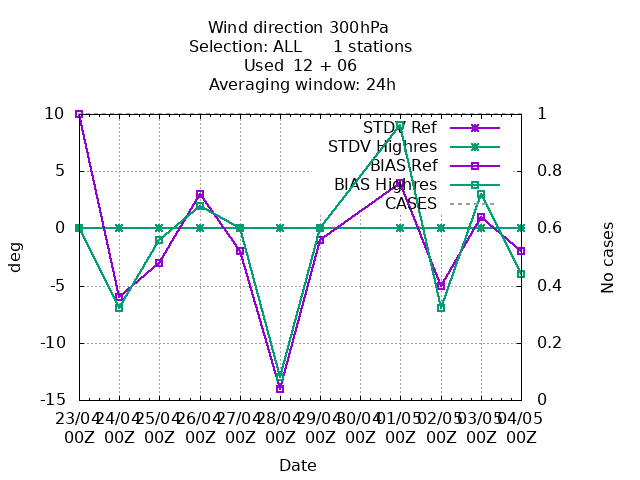 Wind direction 300hPa
Selection: ALL 1 stations
Used 12 + 06
Averaging window: 24h
STDV Ref
STDV Highres
BIAS Ref
BIAS Highres
CASES
10
5
0
-5
-10
-15
deg
1
0.8
0.6
0.4
0.2
0
No cases
23/04 24/04 25/04 26/04 27/04 28/04 29/04 30/04 01/05 02/05 03/05 04/05
00Z 00Z 00Z 00Z 00Z 00Z 00Z 00Z 00Z 00Z 00Z 00Z
Date